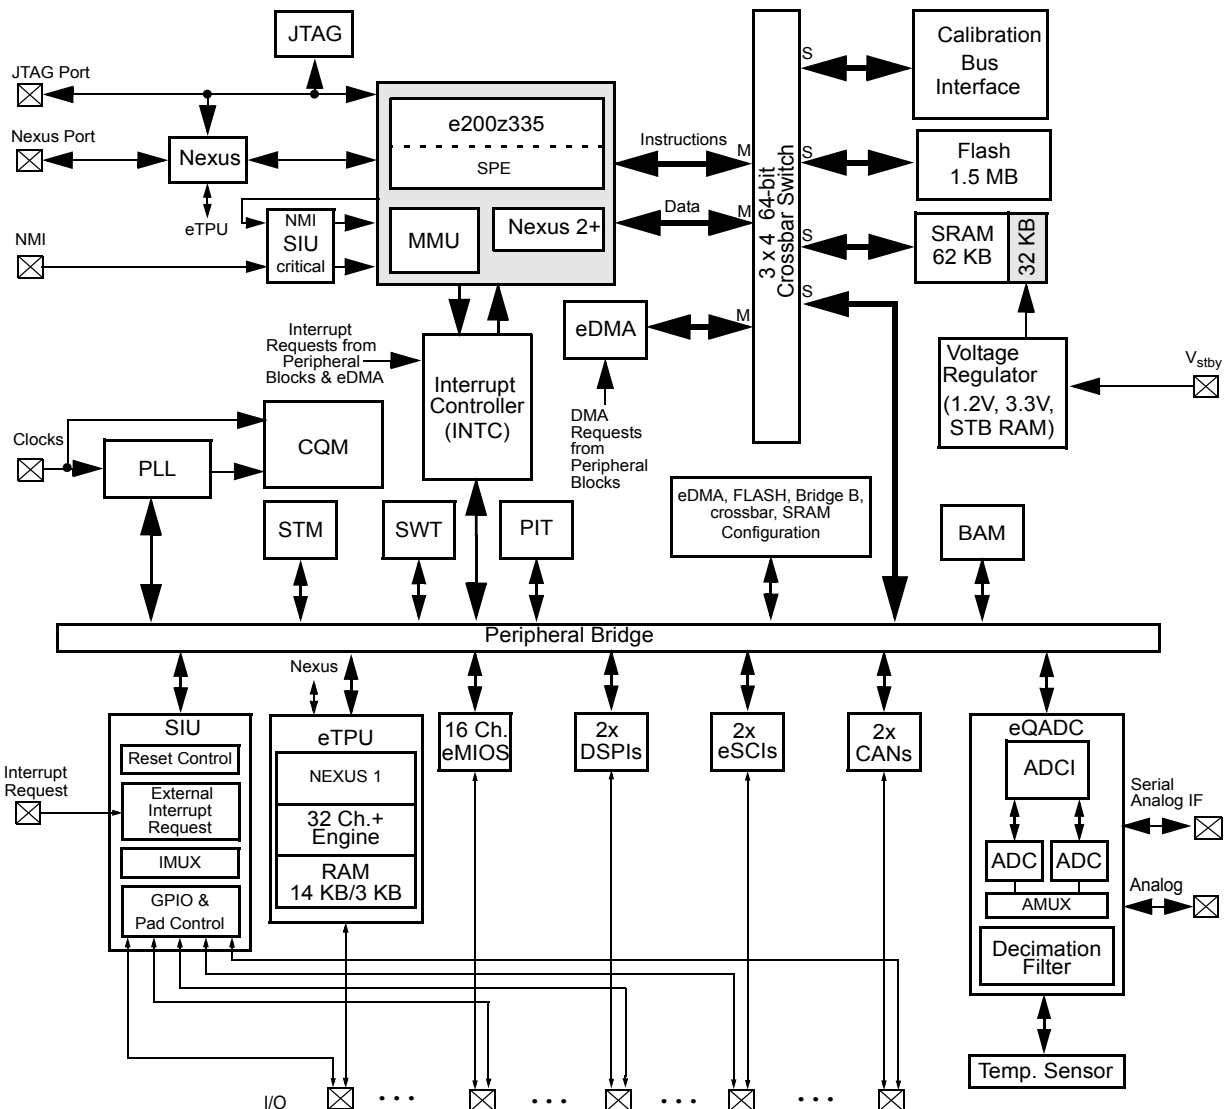 JTAG
Calibration
Bus
Interface
JTAG Port
Nexus Port
Nexus
eTPU
e200z335
SPE
MMU
Nexus 2+
NMI
NMI
SIU
critical
Instructions
Data
M
M
M
S
S
S
S
3 x 4 64-bit
Crossbar Switch
Flash
1.5 MB
SRAM
62 KB
32 KB
eDMA
DMA
Requests
from
Peripheral
Blocks
Interrupt
Requests from
Peripheral
Blocks & eDMA
Interrupt
Controller
(INTC)
Voltage
Regulator
(1.2V, 3.3V,
STB RAM)
Vstby
Clocks
PLL
CQM
STM
SWT
PIT
eDMA, FLASH, Bridge B,
crossbar, SRAM
Configuration
BAM
Peripheral Bridge
Nexus
SIU
Reset Control
External
Interrupt
Request
IMUX
GPIO &
Pad Control
Interrupt
Request
eTPU
NEXUS 1
32 Ch.+
Engine
RAM
14 KB/3 KB
16 Ch.
eMIOS
2x
DSPIs
2x
eSCIs
2x
CANs
eQADC
ADCI
ADC
ADC
AMUX
Decimation
Filter
Serial
Analog IF
Analog
Temp. Sensor
I/O
. . .
. . .
. . .
. . .